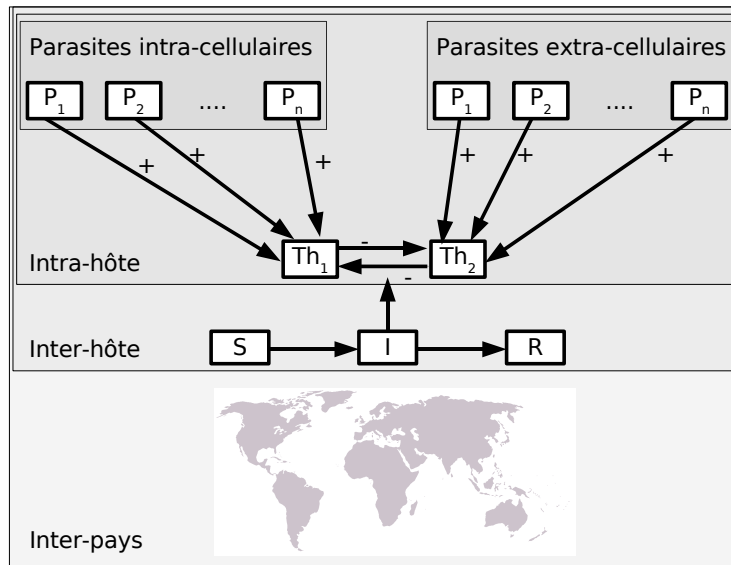 Parasites intra-cellulaires
Parasites extra-cellulaires
P1 P2 .... Pn
P1 P2 .... Pn
+ + +
+ + +
-
Th1 Th2
-
Intra-hôte
S I R
Inter-hôte
Inter-pays